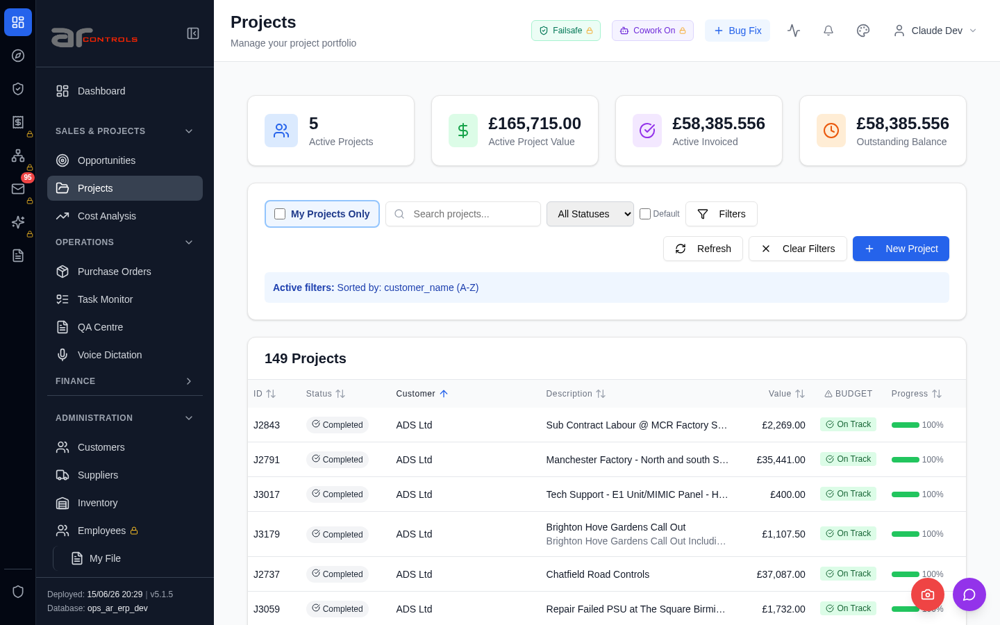 ar CONTROLS
95
Dashboard
SALES & PROJECTS
Opportunities
Projects
Cost Analysis
OPERATIONS
Purchase Orders
Task Monitor
QA Centre
Voice Dictation
FINANCE
ADMINISTRATION
Customers
Suppliers
Inventory
Employees
My File
Deployed: 15/06/26 20:29 | v5.1.5
Database: ops_ar_erp_dev
Projects
Manage your project portfolio
Failsafe
Cowork On
Bug Fix
Claude Dev
5
Active Projects
£165,715.00
Active Project Value
£58,385.556
Active Invoiced
£58,385.556
Outstanding Balance
My Projects Only
Search projects...
All Statuses
Default
Filters
Refresh
Clear Filters
New Project
Active filters: Sorted by: customer_name (A-Z)
149 Projects
ID Status Customer Description Value BUDGET Progress
J2843 Completed ADS Ltd Sub Contract Labour @ MCR Factory S… £2,269.00 On Track 100%
J2791 Completed ADS Ltd Manchester Factory - North and south S… £35,441.00 On Track 100%
J3017 Completed ADS Ltd Tech Support - E1 Unit/MIMIC Panel - H… £400.00 On Track 100%
J3179 Completed ADS Ltd Brighton Hove Gardens Call Out £1,107.50 On Track 100%
Brighton Hove Gardens Call Out Includi…
J2737 Completed ADS Ltd Chatfield Road Controls £37,087.00 On Track 100%
J3059 Completed ADS Ltd Repair Failed PSU at The Square Birmi… £1,732.00 On Track